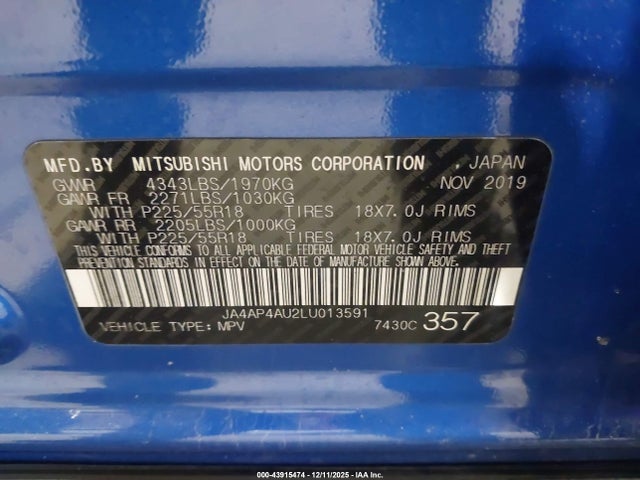 MFD.BY MITSUBISHI MOTORS CORPORATION , JAPAN
GVWR 4343LBS/1970KG NOV 2019
GAWR FR 2271LBS/1030KG
WITH P225/55R18 TIRES 18X7.0J RIMS
GAWR RR 2205LBS/1000KG
WITH P225/55R18 TIRES 18X7.0J RIMS
THIS VEHICLE CONFORMS TO ALL APPLICABLE FEDERAL MOTOR VEHICLE SAFETY AND THEFT
PREVENTION STANDARDS IN EFFECT ON THE DATE OF MANUFACTURE SHOWN ABOVE.
JA4AP4AU2LU013591
VEHICLE TYPE: MPV 7430C 357
000-43915474 - 12/11/2025 - IAA Inc.